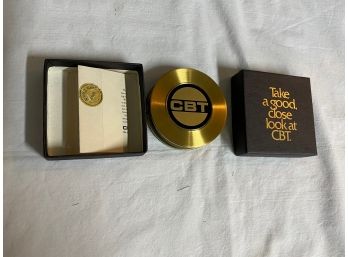 CBT
Take
a good,
close
look at
CBT.